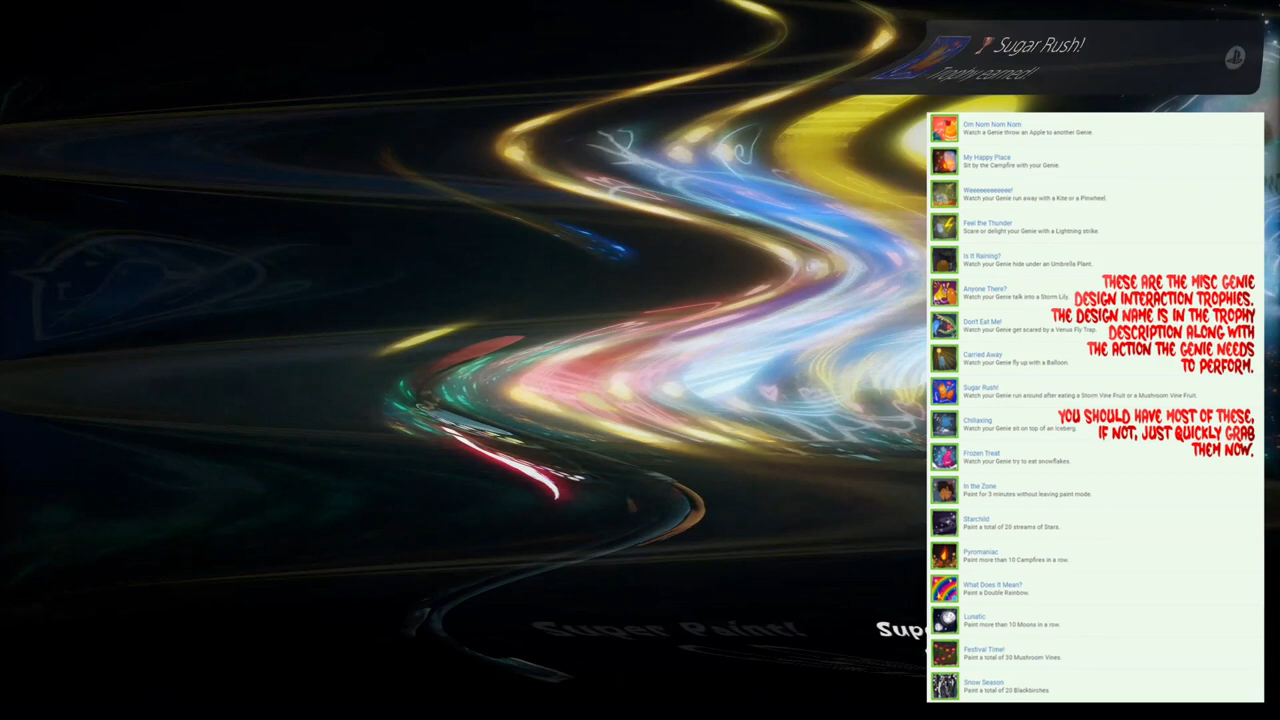 Sugar Rush!
Trophy earned!
Om Nom Nom Nom
Watch a Genie throw an Apple to another Genie.
My Happy Place
Sit by the Campfire with your Genie.
Weeeeeeeeeeee!
Watch your Genie run away with a Kite or a Pinwheel.
Feel the Thunder
Scare or delight your Genie with a Lightning strike.
Is It Raining?
Watch your Genie hide under an Umbrella Plant.
Anyone There?
Watch your Genie talk into a Storm Lily.
Don't Eat Me!
Watch your Genie get scared by a Venus Fly Trap.
Carried Away
Watch your Genie fly up with a Balloon.
Sugar Rush!
Watch your Genie run around after eating a Storm Vine Fruit or a Mushroom Vine Fruit.
Chillaxing
Watch your Genie sit on top of an Iceberg.
Frozen Treat
Watch your Genie try to eat snowflakes.
In the Zone
Paint for 3 minutes without leaving paint mode.
Starchild
Paint a total of 20 streams of Stars.
Pyromaniac
Paint more than 10 Campfires in a row.
What Does It Mean?
Paint a Double Rainbow.
Lunatic
Paint more than 10 Moons in a row.
Festival Time!
Paint a total of 30 Mushroom Vines.
Snow Season
Paint a total of 20 Blackbirches.
THESE ARE THE MISC GENIE
DESIGN INTERACTION TROPHIES.
THE DESIGN NAME IS IN THE TROPHY
DESCRIPTION ALONG WITH
THE ACTION THE GENIE NEEDS
TO PERFORM.
YOU SHOULD HAVE MOST OF THESE,
IF NOT, JUST QUICKLY GRAB
THEM NOW.